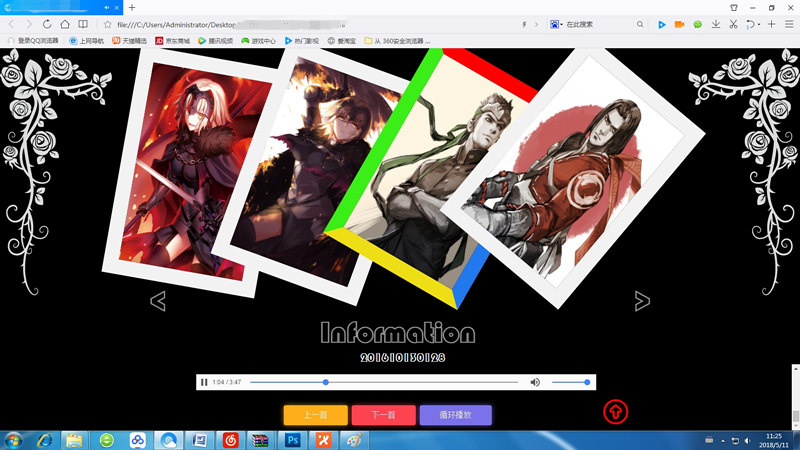 file:///C:/Users/Administrator/Desktop/
在此搜索
登录QQ浏览器 上网导航 天猫精选 京东商城 腾讯视频 游戏中心 热门影视 爱淘宝 从 360安全浏览器 ...
Information
201610130128
1:04 / 3:47
上一首 下一首 循环播放
11:25
2018/5/11